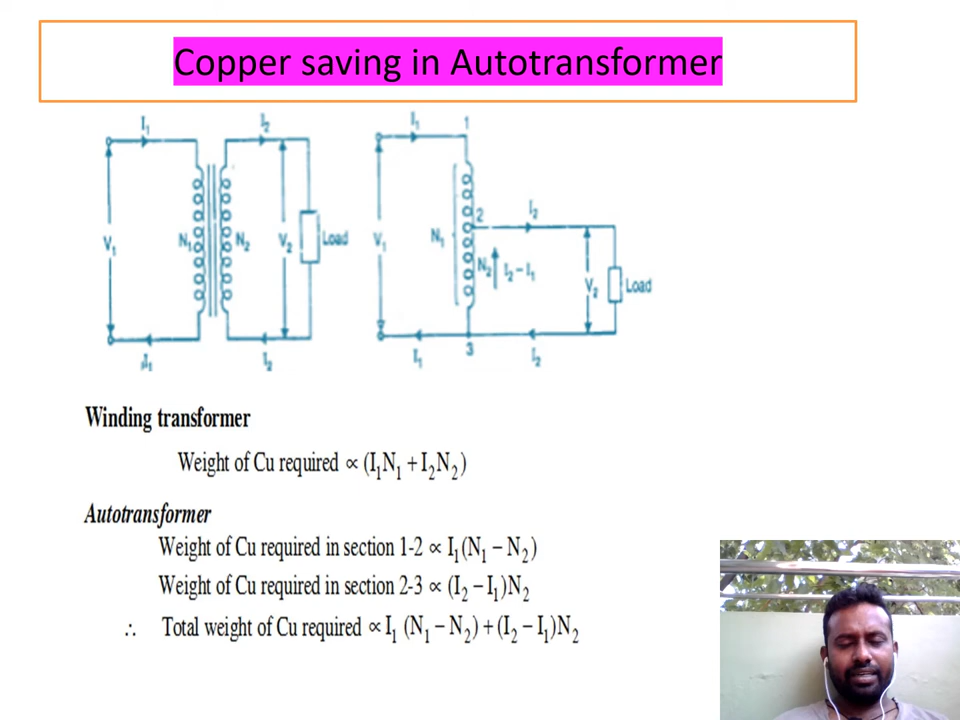 Copper saving in Autotransformer
I₁ I₂ I₁ 1
V₁ N₁ N₂ V₂ Load V₁ N₁ 2 I₂
N₂ I₂ – I₁ V₂ Load
I₁ I₂ I₁ 3 I₂
Winding transformer
Weight of Cu required ∝ (I₁N₁ + I₂N₂)
Autotransformer
Weight of Cu required in section 1-2 ∝ I₁(N₁ − N₂)
Weight of Cu required in section 2-3 ∝ (I₂ − I₁)N₂
∴ Total weight of Cu required ∝ I₁ (N₁ − N₂) + (I₂ − I₁)N₂